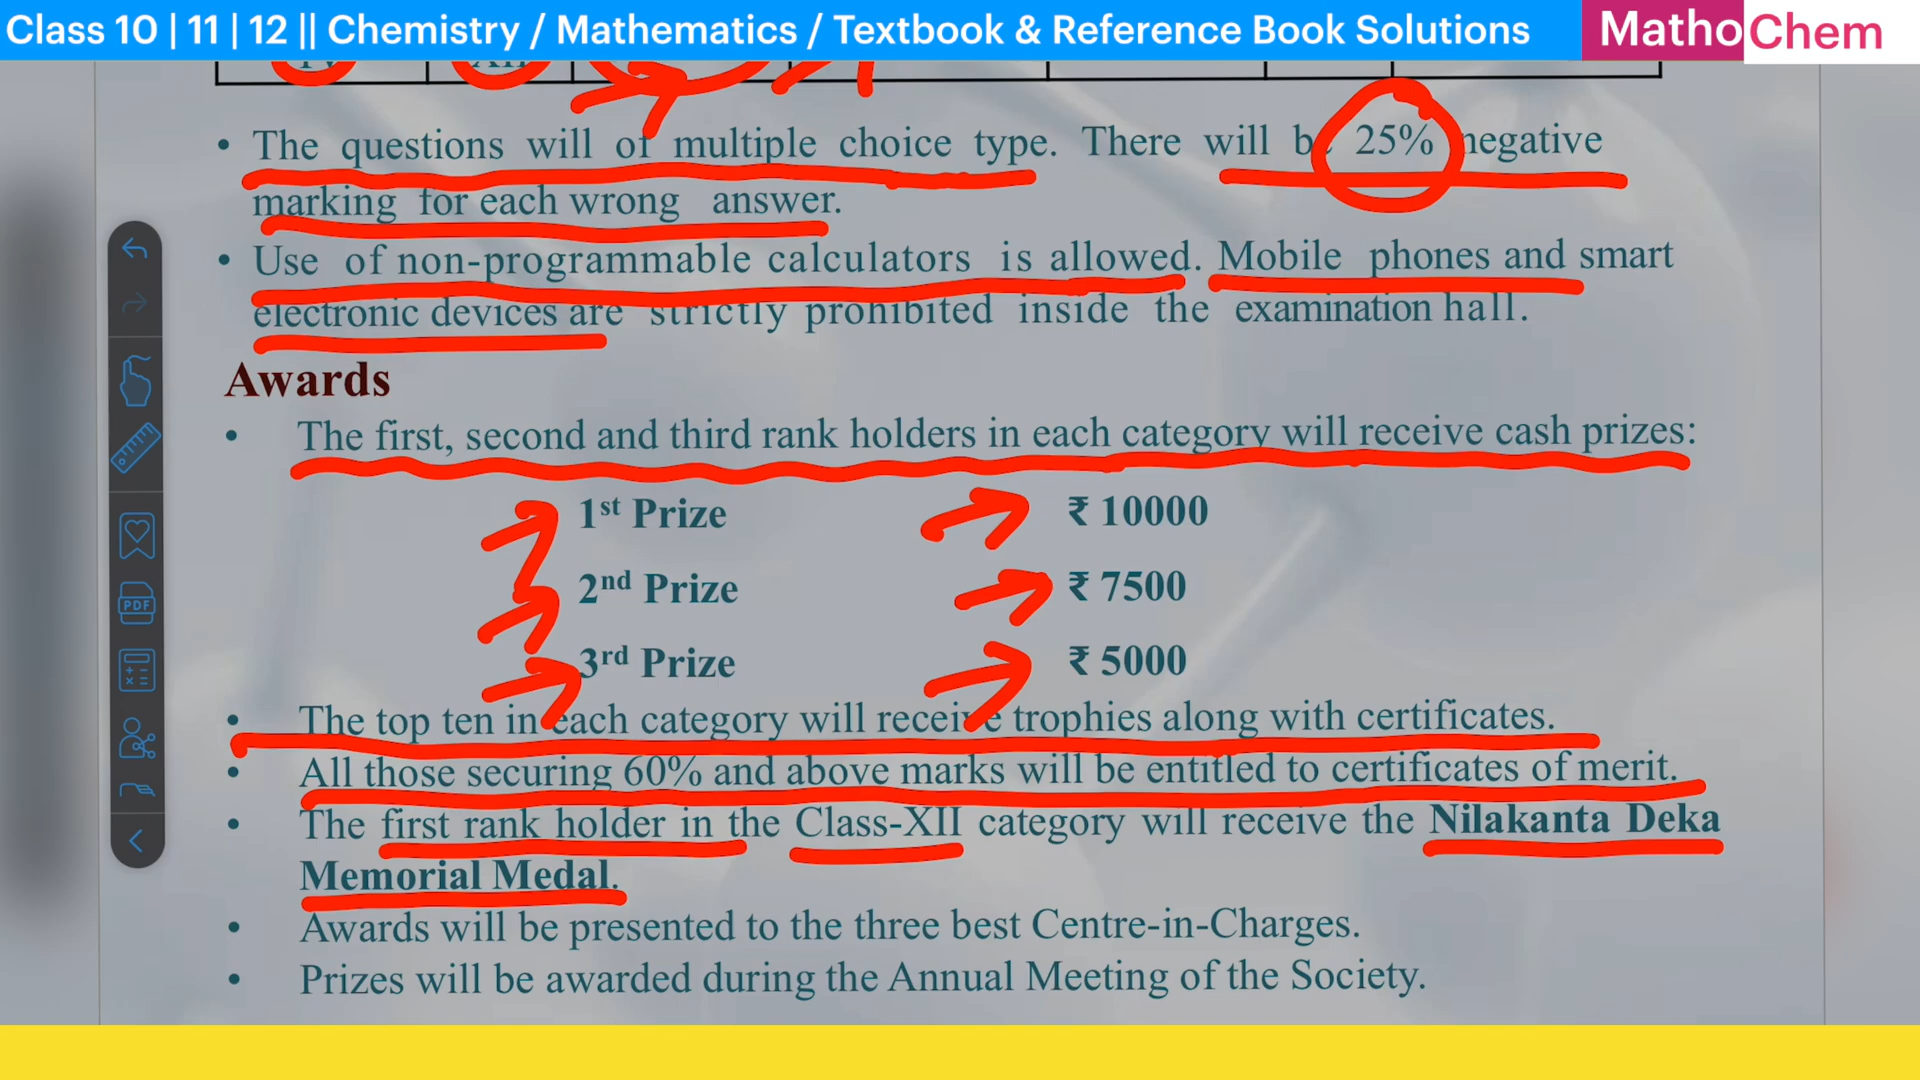 Class 10 | 11 | 12 || Chemistry / Mathematics / Textbook & Reference Book Solutions
MathoChem
• The questions will of multiple choice type. There will be 25% negative
marking for each wrong answer.
• Use of non-programmable calculators is allowed. Mobile phones and smart
electronic devices are strictly prohibited inside the examination hall.
Awards
• The first, second and third rank holders in each category will receive cash prizes:
1st Prize ₹ 10000
2nd Prize ₹ 7500
3rd Prize ₹ 5000
• The top ten in each category will receive trophies along with certificates.
• All those securing 60% and above marks will be entitled to certificates of merit.
• The first rank holder in the Class-XII category will receive the Nilakanta Deka
Memorial Medal.
• Awards will be presented to the three best Centre-in-Charges.
• Prizes will be awarded during the Annual Meeting of the Society.
PDF